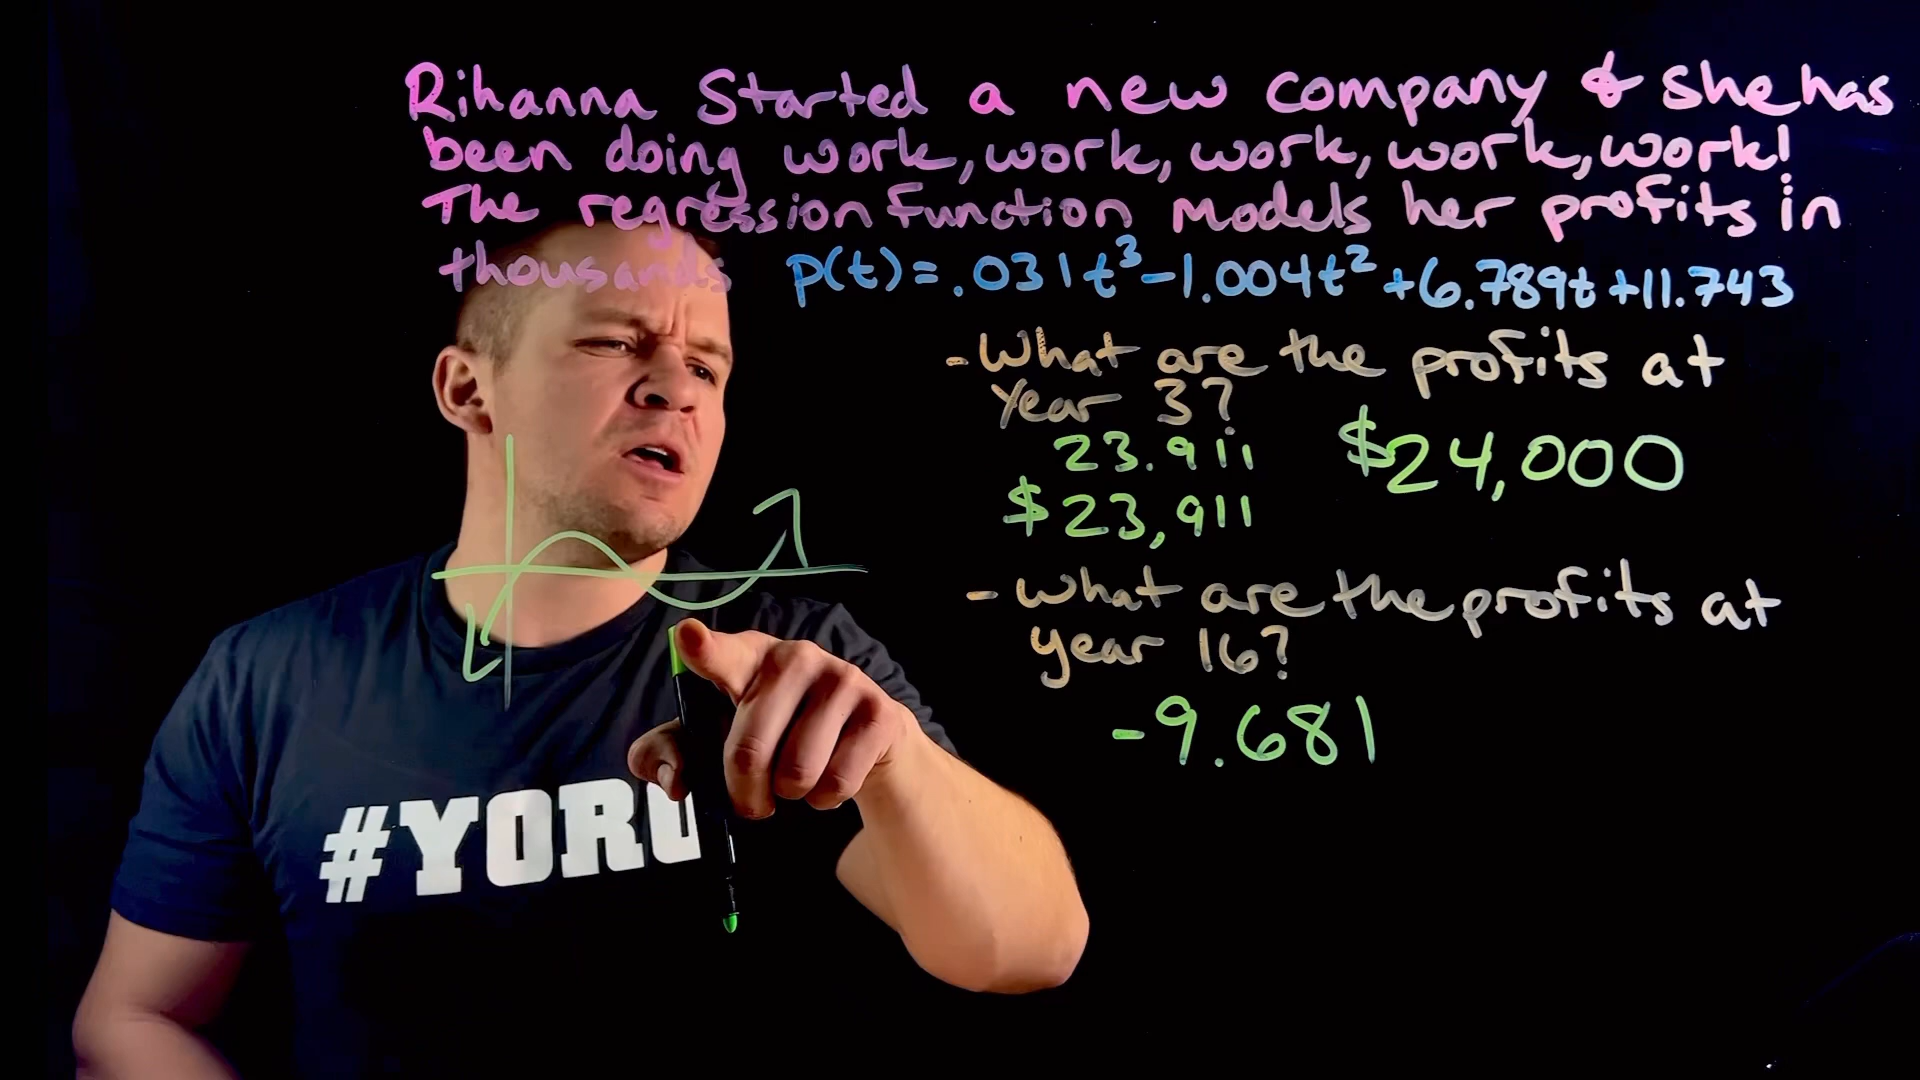 Rihanna Started a new company & she has
been doing work, work, work, work, work!
The regression function models her profits in
thousands p(t) = .031t³ - 1.004t² + 6.789t + 11.743
- What are the profits at
Year 3?
23.911 $24,000
$23,911
- What are the profits at
year 16?
-9.681
#YORO